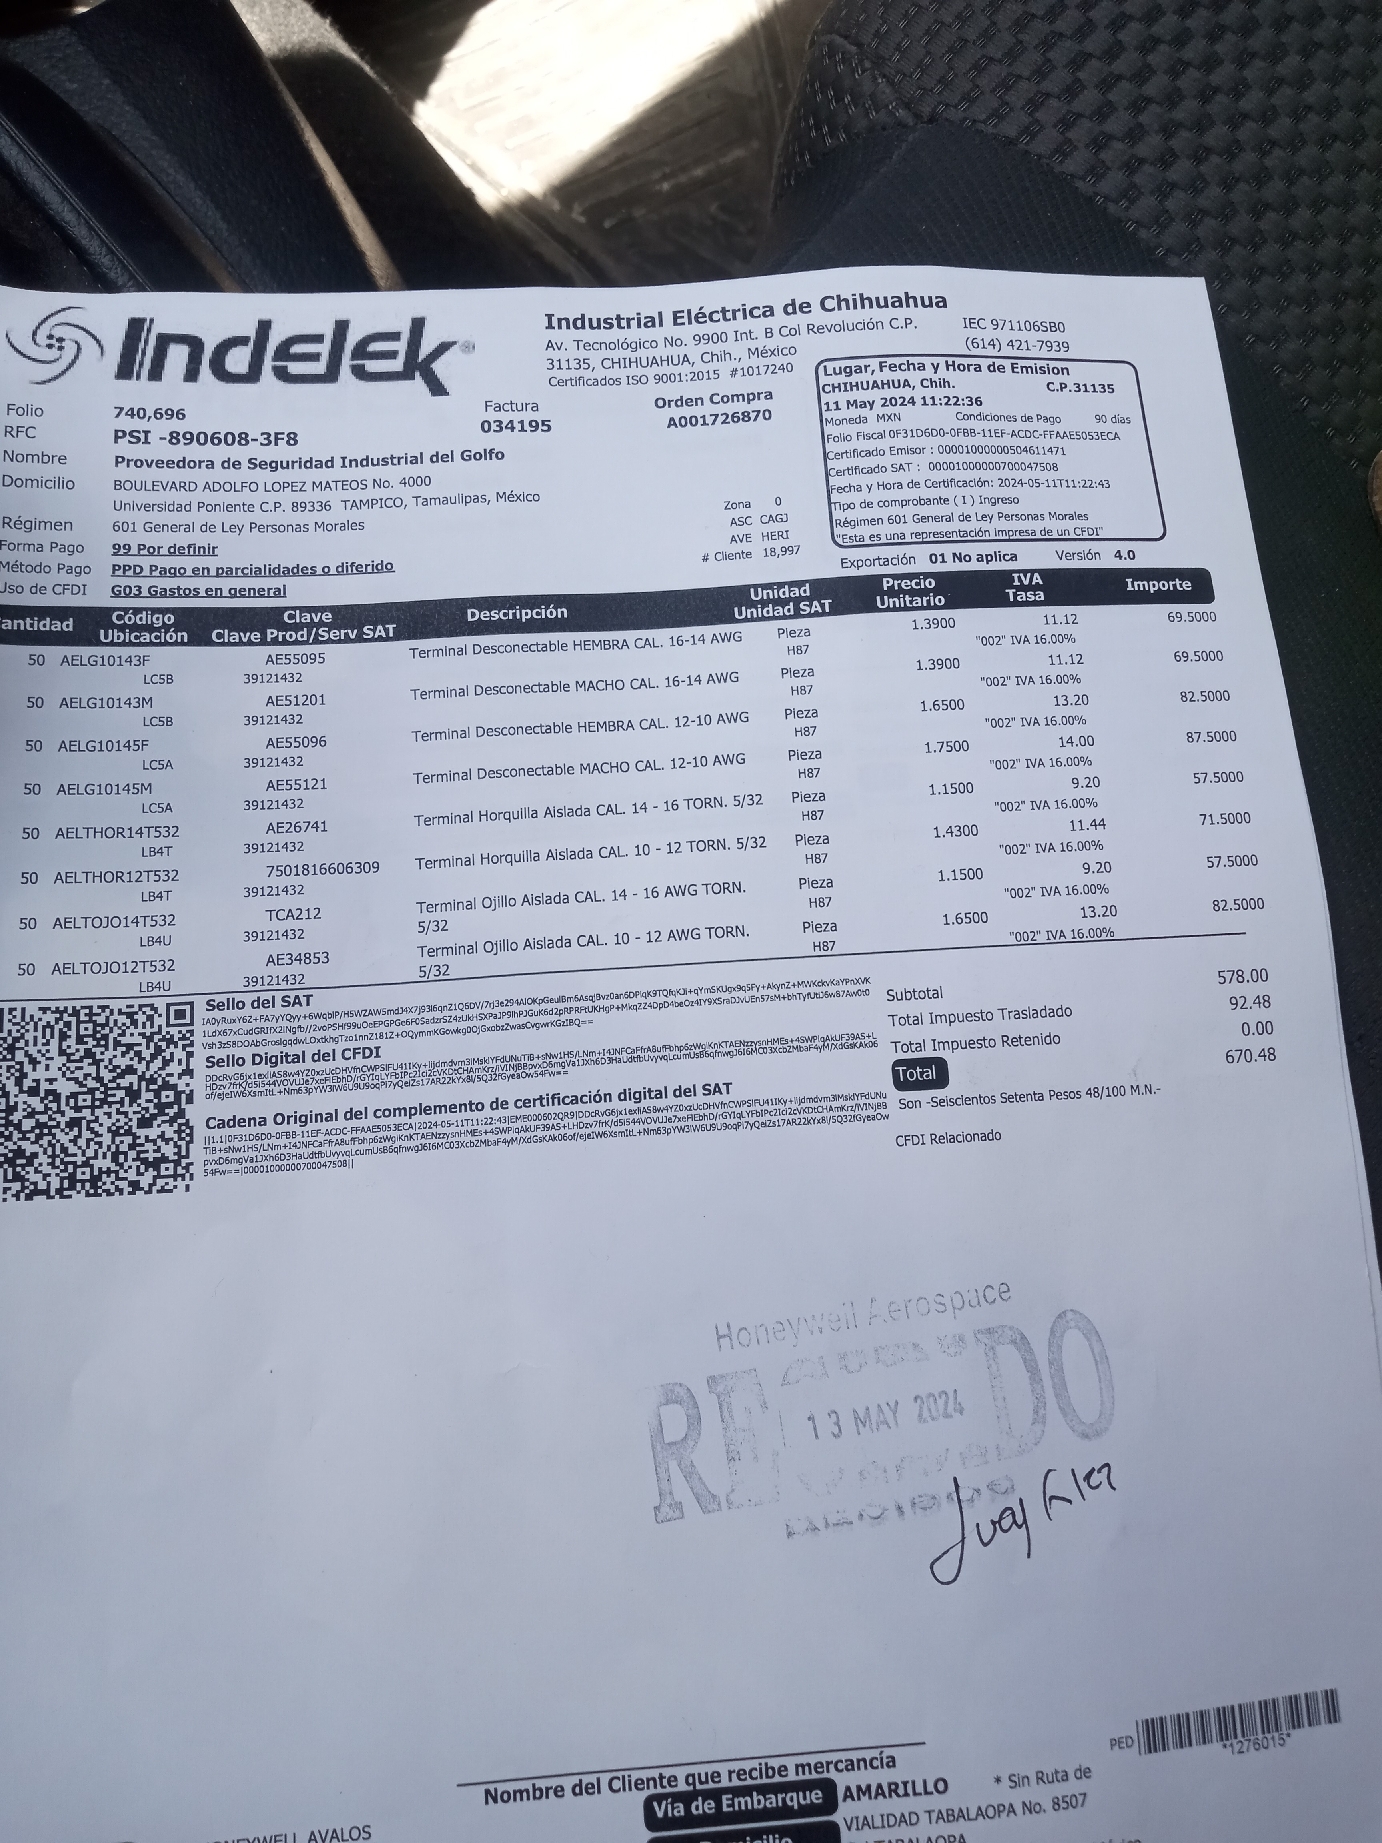 Indelek
Industrial Eléctrica de Chihuahua
Av. Tecnológico No. 9900 Int. B Col Revolución C.P.
31135, CHIHUAHUA, Chih., México
Certificados ISO 9001:2015 #1017240
IEC 971106SB0
(614) 421-7939
Lugar, Fecha y Hora de Emision
CHIHUAHUA, Chih. C.P.31135
11 May 2024 11:22:36
Moneda MXN Condiciones de Pago 90 días
Folio Fiscal 0F31D6D0-0FBB-11EF-ACDC-FFAAE5053ECA
Certificado Emisor : 00001000000504611471
Certificado SAT : 00001000000700047508
Fecha y Hora de Certificación: 2024-05-11T11:22:43
Tipo de comprobante ( I ) Ingreso
Régimen 601 General de Ley Personas Morales
"Esta es una representación impresa de un CFDI"
Folio 740,696
Factura
034195
Orden Compra
A001726870
RFC PSI -890608-3F8
Nombre Proveedora de Seguridad Industrial del Golfo
Domicilio BOULEVARD ADOLFO LOPEZ MATEOS No. 4000
Universidad Poniente C.P. 89336 TAMPICO, Tamaulipas, México
Régimen 601 General de Ley Personas Morales
Forma Pago 99 Por definir
Método Pago PPD Pago en parcialidades o diferido
Uso de CFDI G03 Gastos en general
Zona 0
ASC CAGJ
AVE HERI
# Cliente 18,997
Exportación 01 No aplica Versión 4.0
antidad Código Clave Descripción Unidad Precio IVA Importe
Ubicación Clave Prod/Serv SAT Unidad SAT Unitario Tasa
50 AELG10143F AE55095 Terminal Desconectable HEMBRA CAL. 16-14 AWG Pieza 1.3900 11.12 69.5000
LC5B 39121432 H87 "002" IVA 16.00%
50 AELG10143M AE51201 Terminal Desconectable MACHO CAL. 16-14 AWG Pieza 1.3900 11.12 69.5000
LC5B 39121432 H87 "002" IVA 16.00%
50 AELG10145F AE55096 Terminal Desconectable HEMBRA CAL. 12-10 AWG Pieza 1.6500 13.20 82.5000
LC5A 39121432 H87 "002" IVA 16.00%
50 AELG10145M AE55121 Terminal Desconectable MACHO CAL. 12-10 AWG Pieza 1.7500 14.00 87.5000
LC5A 39121432 H87 "002" IVA 16.00%
50 AELTHOR14T532 AE26741 Terminal Horquilla Aislada CAL. 14 - 16 TORN. 5/32 Pieza 1.1500 9.20 57.5000
LB4T 39121432 H87 "002" IVA 16.00%
50 AELTHOR12T532 7501816606309 Terminal Horquilla Aislada CAL. 10 - 12 TORN. 5/32 Pieza 1.4300 11.44 71.5000
LB4T 39121432 H87 "002" IVA 16.00%
50 AELTOJO14T532 TCA212 Terminal Ojillo Aislada CAL. 14 - 16 AWG TORN. Pieza 1.1500 9.20 57.5000
LB4U 39121432 5/32 H87 "002" IVA 16.00%
50 AELTOJO12T532 AE34853 Terminal Ojillo Aislada CAL. 10 - 12 AWG TORN. Pieza 1.6500 13.20 82.5000
LB4U 39121432 5/32 H87 "002" IVA 16.00%
Sello del SAT
Sello Digital del CFDI
Cadena Original del complemento de certificación digital del SAT
54Fw==|00001000000700047508||
Subtotal 578.00
Total Impuesto Trasladado 92.48
Total Impuesto Retenido 0.00
Total 670.48
Son -Seiscientos Setenta Pesos 48/100 M.N.-
CFDI Relacionado
Honeywell Aerospace
13 MAY 2024
PED
*1276015*
Nombre del Cliente que recibe mercancía
Vía de Embarque AMARILLO * Sin Ruta de
VIALIDAD TABALAOPA No. 8507
AVALOS